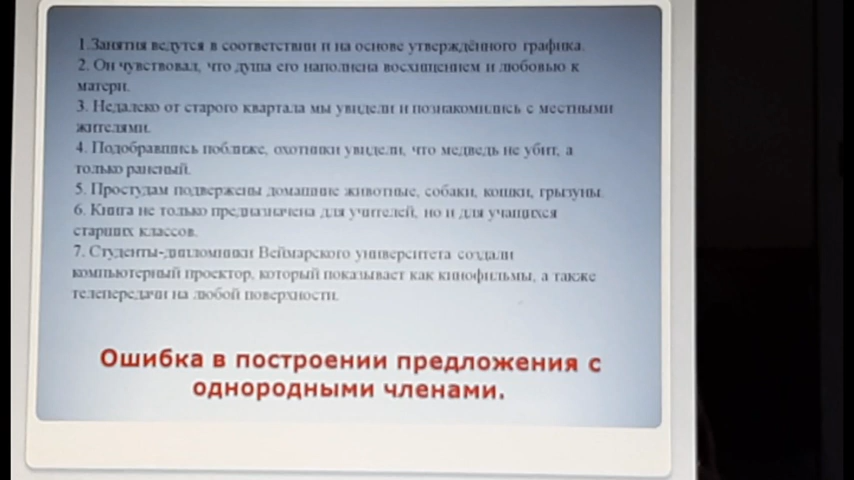 1.Занятия ведутся в соответствии и на основе утверждённого графика.
2. Он чувствовал, что душа его наполнена восхищением и любовью к
матери.
3. Недалеко от старого квартала мы увидели и познакомились с местными
жителями.
4. Подобравшись поближе, охотники увидели, что медведь не убит, а
только раненый.
5. Простудам подвержены домашние животные, собаки, кошки, грызуны.
6. Книга не только предназначена для учителей, но и для учащихся
старших классов.
7. Студенты-дипломники Веймарского университета создали
компьютерный проектор, который показывает как кинофильмы, а также
телепередачи на любой поверхности.
Ошибка в построении предложения с
однородными членами.